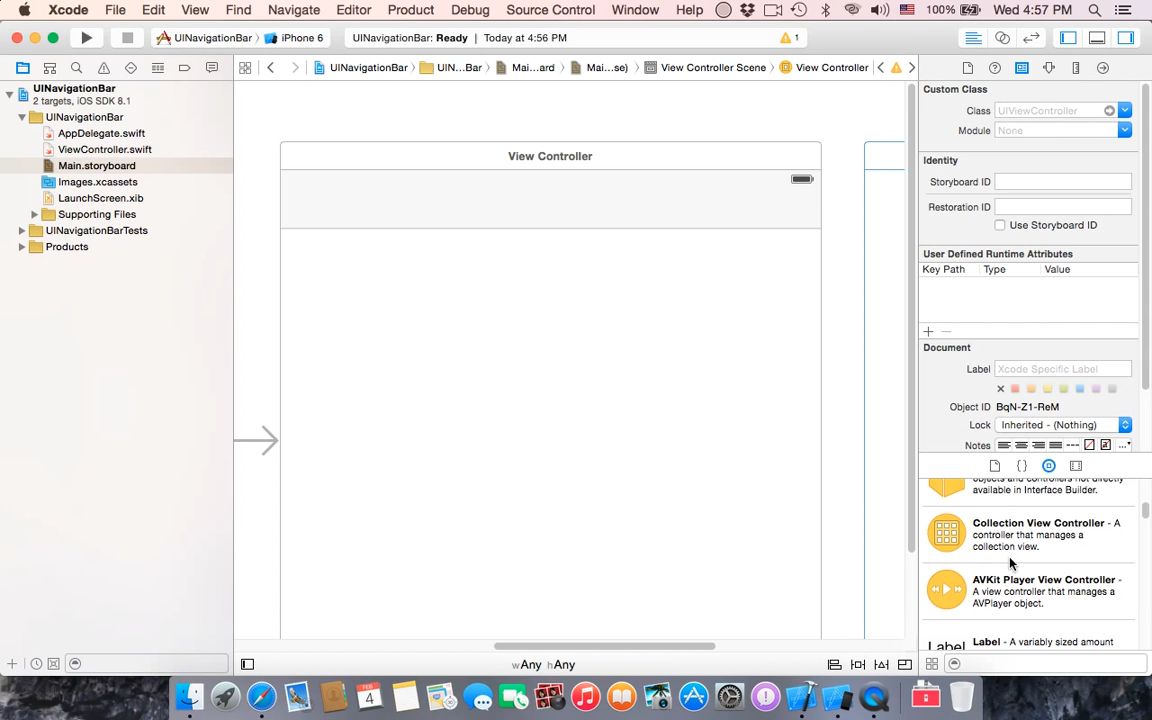 Xcode File Edit View Find Navigate Editor Product Debug Source Control Window Help 100% Wed 4:57 PM
UINavigationBar iPhone 6 UINavigationBar: Ready Today at 4:56 PM 1
UINavigationBar UIN...Bar Mai...ard Mai...se) View Controller Scene View Controller
UINavigationBar
2 targets, iOS SDK 8.1
UINavigationBar
AppDelegate.swift
ViewController.swift
Main.storyboard
Images.xcassets
LaunchScreen.xib
Supporting Files
UINavigationBarTests
Products
View Controller
wAny hAny
Custom Class
Class UIViewController
Module None
Identity
Storyboard ID
Restoration ID
Use Storyboard ID
User Defined Runtime Attributes
Key Path Type Value
Document
Label Xcode Specific Label
Object ID BqN-Z1-ReM
Lock Inherited - (Nothing)
Notes
objects and controllers not directly
available in Interface Builder.
Collection View Controller - A
controller that manages a
collection view.
AVKit Player View Controller -
A view controller that manages a
AVPlayer object.
Label Label - A variably sized amount
FEB
4